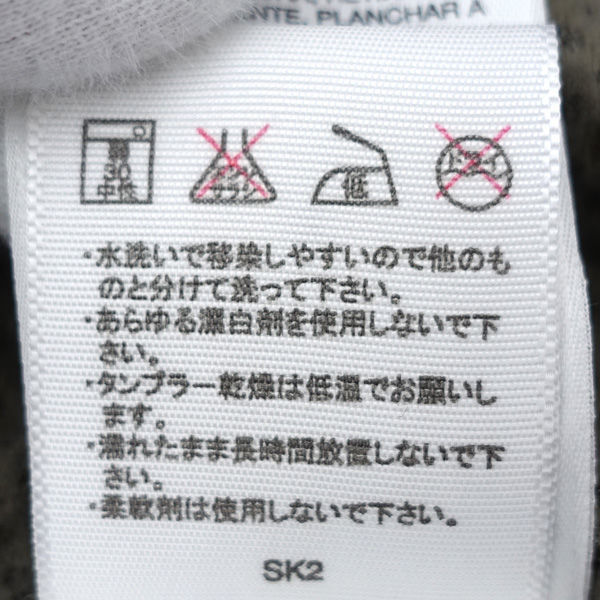 ENTE, PLANCHAR A
弱
30
中性
サラシ
低
ドライ
・水洗いで移染しやすいので他のも
のと分けて洗って下さい。
・あらゆる漂白剤を使用しないで下
さい。
・タンブラー乾燥は低温でお願いし
ます。
・濡れたまま長時間放置しないで下
さい。
・柔軟剤は使用しないで下さい。
SK2